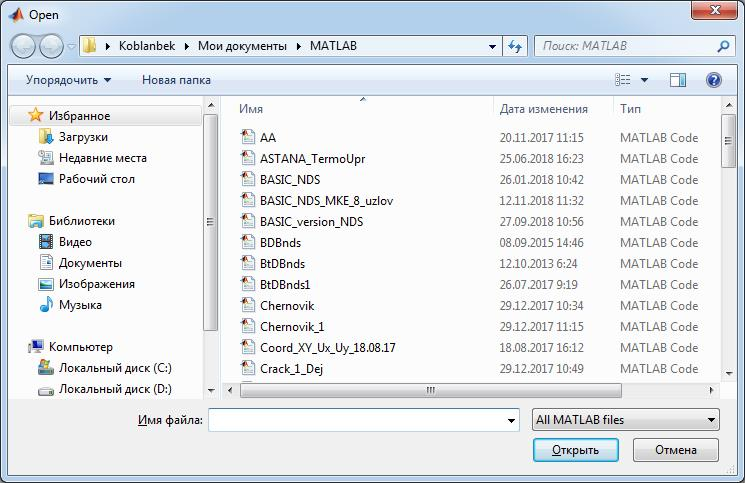 Open
Koblanbek Мои документы MATLAB Поиск: MATLAB
Упорядочить Новая папка
Избранное
Загрузки
Недавние места
Рабочий стол
Библиотеки
Видео
Документы
Изображения
Музыка
Компьютер
Локальный диск (C:)
Локальный диск (D:)
Имя Дата изменения Тип
AA 20.11.2017 11:15 MATLAB Code
ASTANA_TermoUpr 25.06.2018 16:23 MATLAB Code
BASIC_NDS 26.01.2018 10:42 MATLAB Code
BASIC_NDS_MKE_8_uzlov 12.11.2018 11:32 MATLAB Code
BASIC_version_NDS 27.09.2018 10:56 MATLAB Code
BDBnds 08.09.2015 14:46 MATLAB Code
BtDBnds 12.10.2013 6:24 MATLAB Code
BtDBnds1 26.07.2017 9:19 MATLAB Code
Chernovik 29.12.2017 10:34 MATLAB Code
Chernovik_1 29.12.2017 11:15 MATLAB Code
Coord_XY_Ux_Uy_18.08.17 18.08.2017 16:12 MATLAB Code
Crack_1_Dej 29.12.2017 10:49 MATLAB Code
Имя файла: All MATLAB files
Открыть Отмена